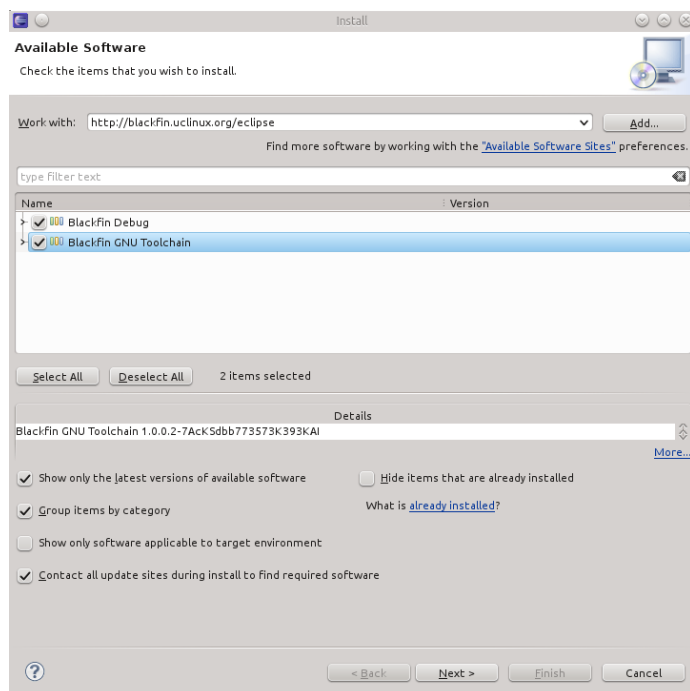 Install
Available Software
Check the items that you wish to install.
Work with: http://blackfin.uclinux.org/eclipse Add...
Find more software by working with the "Available Software Sites" preferences.
type filter text
Name Version
Blackfin Debug
Blackfin GNU Toolchain
Select All Deselect All 2 items selected
Details
Blackfin GNU Toolchain 1.0.0.2-7AcKSdbb773573K393KAI
More...
Show only the latest versions of available software Hide items that are already installed
Group items by category What is already installed?
Show only software applicable to target environment
Contact all update sites during install to find required software
? < Back Next > Finish Cancel